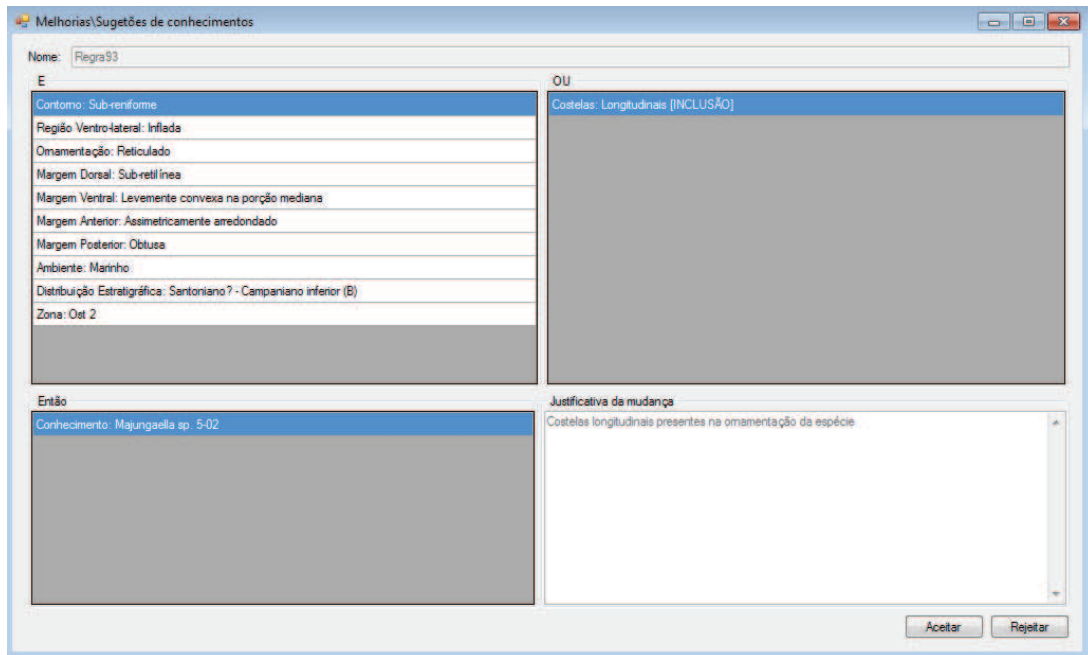 Melhorias\Sugetões de conhecimentos
Nome: Regra93
E
Contorno: Sub-reniforme
Região Ventro-lateral: Inflada
Ornamentação: Reticulado
Margem Dorsal: Sub-retilínea
Margem Ventral: Levemente convexa na porção mediana
Margem Anterior: Assimetricamente arredondado
Margem Posterior: Obtusa
Ambiente: Marinho
Distribuição Estratigráfica: Santoniano? - Campaniano inferior (B)
Zona: Ost 2
OU
Costelas: Longitudinais [INCLUSÃO]
Então
Conhecimento: Majungaella sp. 5-02
Justificativa da mudança
Costelas longitudinais presentes na ornamentação da espécie
Aceitar Rejeitar